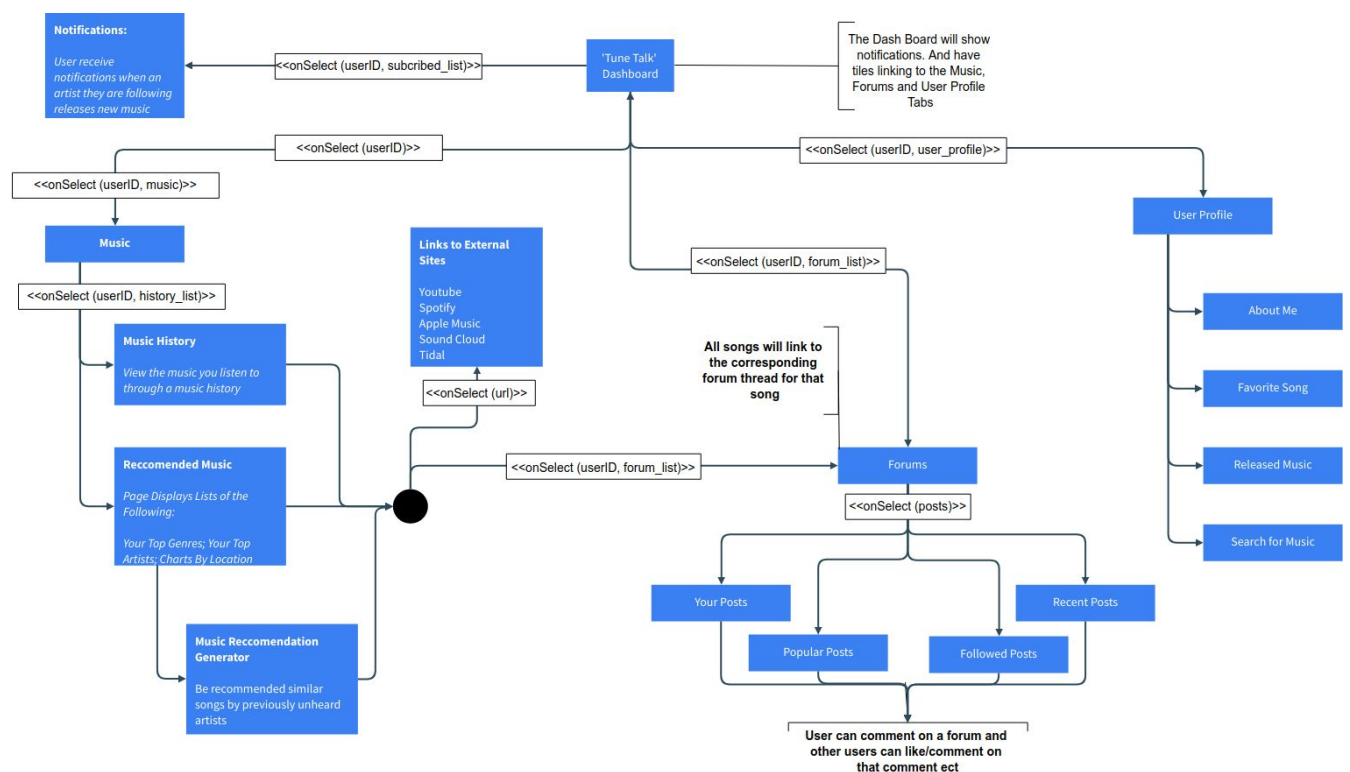 Notifications:
User receive
notifications when an
artist they are following
releases new music
<<onSelect (userID, subcribed_list)>>
'Tune Talk'
Dashboard
The Dash Board will show
notifications. And have
tiles linking to the Music,
Forums and User Profile
Tabs
<<onSelect (userID)>>
<<onSelect (userID, user_profile)>>
<<onSelect (userID, music)>>
Music
<<onSelect (userID, history_list)>>
Music History
View the music you listen to
through a music history
Reccomended Music
Page Displays Lists of the
Following:
Your Top Genres; Your Top
Artists; Charts By Location
Music Reccomendation
Generator
Be recommended similar
songs by previously unheard
artists
Links to External
Sites
Youtube
Spotify
Apple Music
Sound Cloud
Tidal
<<onSelect (url)>>
<<onSelect (userID, forum_list)>>
<<onSelect (userID, forum_list)>>
All songs will link to
the corresponding
forum thread for that
song
Forums
<<onSelect (posts)>>
Your Posts
Popular Posts
Followed Posts
Recent Posts
User can comment on a forum and
other users can like/comment on
that comment ect
User Profile
About Me
Favorite Song
Released Music
Search for Music